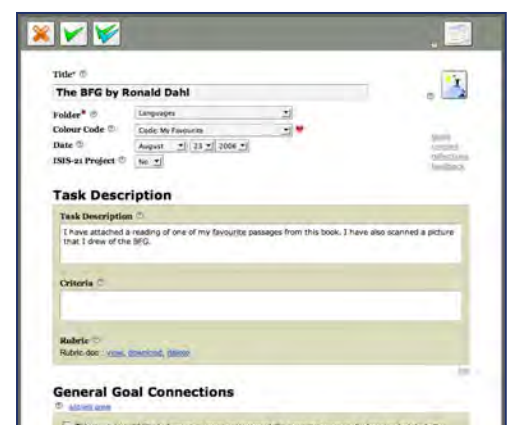 Title*
The BFG by Ronald Dahl
Folder* Languages
Colour Code Code: My Favourite
Date August 23 2006
ISIS-21 Project No
goals
feedback
Task Description
Task Description
I have attached a reading of one of my favourite passages from this book. I have also scanned a picture
that I drew of the BFG.
Criteria
Rubric
Rubric doc : view, download, delete
General Goal Connections